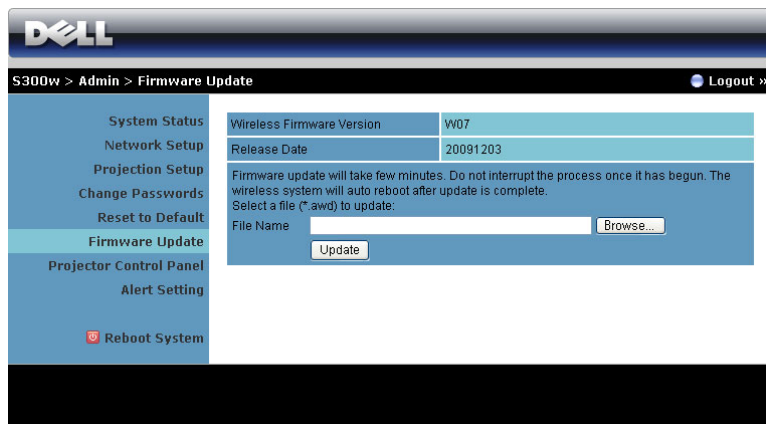 DELL
S300w > Admin > Firmware Update
Logout »
System Status
Network Setup
Projection Setup
Change Passwords
Reset to Default
Firmware Update
Projector Control Panel
Alert Setting
Reboot System
Wireless Firmware Version W07
Release Date 20091203
Firmware update will take few minutes. Do not interrupt the process once it has begun. The
wireless system will auto reboot after update is complete.
Select a file (*.awd) to update:
File Name Browse...
Update